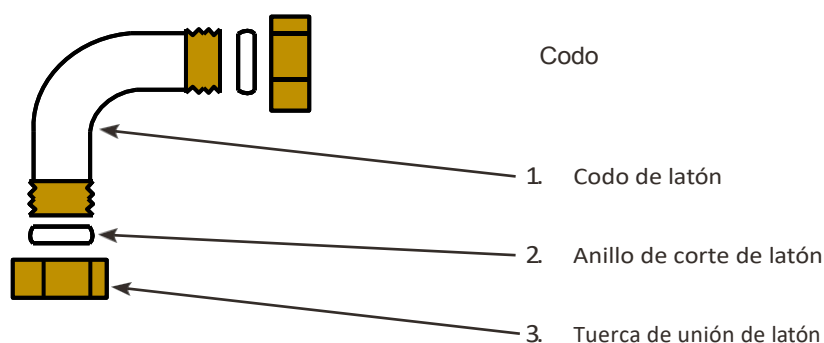 Codo
1. Codo de latón
2. Anillo de corte de latón
3. Tuerca de unión de latón